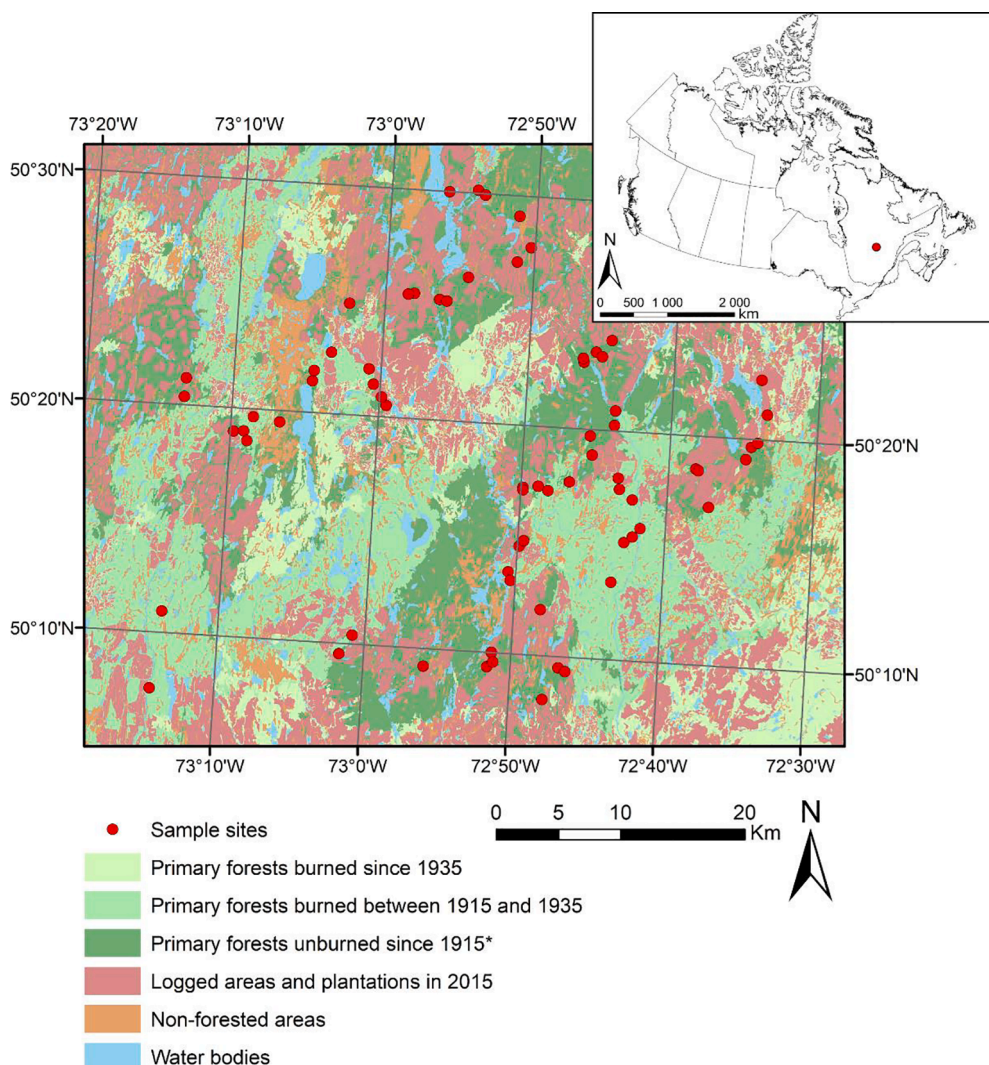 73°20'W 73°10'W 73°0'W 72°50'W
50°30'N
50°20'N
50°10'N
N
0 500 1 000 2 000
km
50°20'N
50°10'N
73°10'W 73°0'W 72°50'W 72°40'W 72°30'W
0 5 10 20
Km
N
Sample sites
Primary forests burned since 1935
Primary forests burned between 1915 and 1935
Primary forests unburned since 1915*
Logged areas and plantations in 2015
Non-forested areas
Water bodies